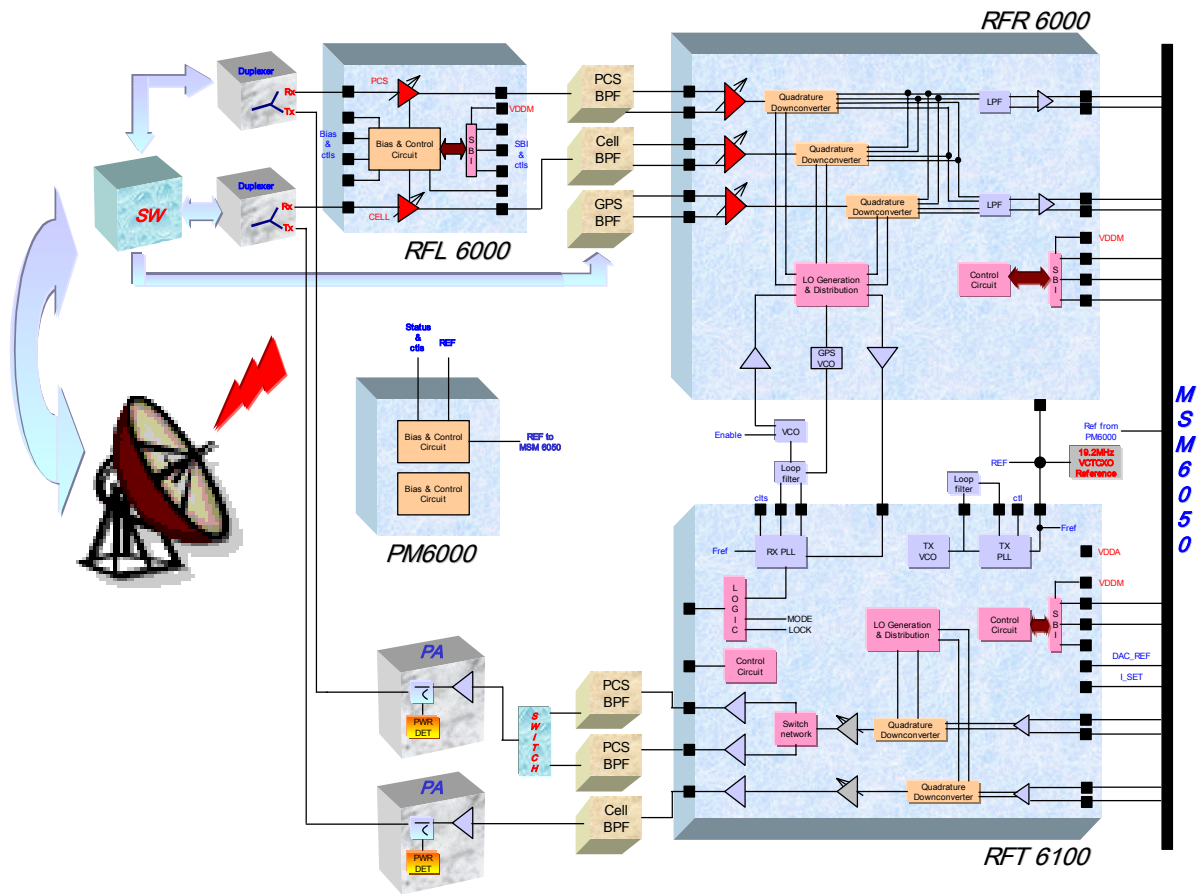 RFR 6000
Duplexer
Rx
Tx
PCS
VDDM
Bias
&
ctls
Bias & Control
Circuit
S
B
I
SBI
&
ctls
CELL
RFL 6000
PCS
BPF
Cell
BPF
GPS
BPF
Quadrature
Downconverter
Quadrature
Downconverter
Quadrature
Downconverter
LPF
LPF
VDDM
Control
Circuit
S
B
I
LO Generation
& Distribution
GPS
VCO
SW
Duplexer
Rx
Tx
Status
&
ctls
REF
Bias & Control
Circuit
REF to
MSM 6050
Bias & Control
Circuit
PM6000
Enable
VCO
Loop
filter
REF
Ref from
PM6000
19.2MHz
VCTCXO
Reference
MSM6050
Loop
filter
clts
ctl
Fref
Fref
RX PLL
TX
VCO
TX
PLL
VDDA
VDDM
L
O
G
I
C
MODE
LOCK
LO Generation
& Distribution
Control
Circuit
S
B
I
Control
Circuit
DAC_REF
I_SET
PA
PWR
DET
S
W
I
T
C
H
PCS
BPF
PCS
BPF
Switch
network
Quadrature
Downconverter
PA
PWR
DET
Cell
BPF
Quadrature
Downconverter
RFT 6100